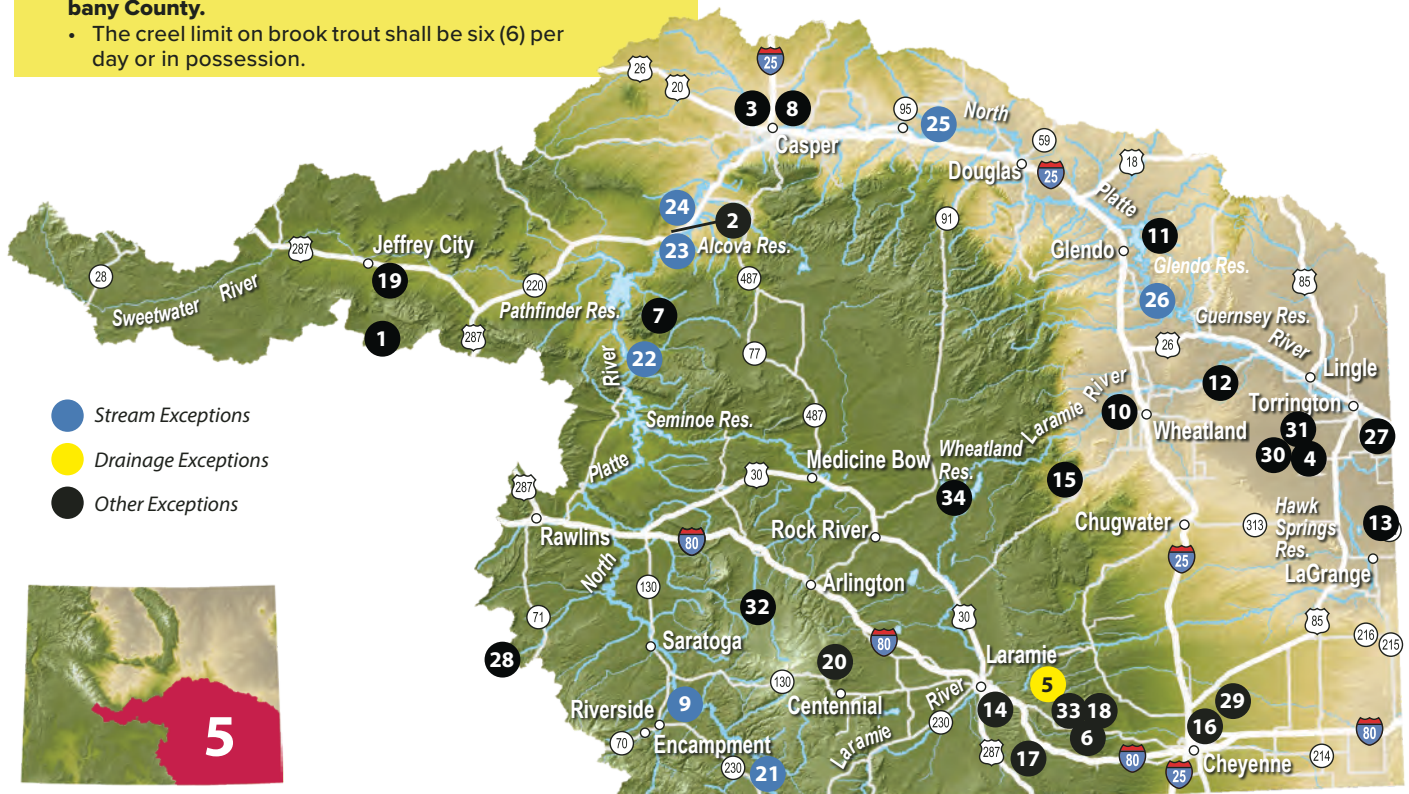 bany County.
• The creel limit on brook trout shall be six (6) per
day or in possession.
26
20
25
3
8
95
25
North
Casper
59
Douglas
25
18
Platte
24
2
91
11
23
Alcova Res.
Glendo
Glendo Res.
287
Jeffrey City
28
19
220
487
85
Sweetwater River
Pathfinder Res.
7
26
Guernsey Res.
1
287
River
22
77
26
River
Lingle
12
Stream Exceptions
Seminoe Res.
487
Laramie River
10
Wheatland
Torrington
31
27
30
4
Drainage Exceptions
Platte
287
30
Medicine Bow
Wheatland
Res.
34
15
Other Exceptions
Rawlins
80
Rock River
Chugwater
313
Hawk
Springs
Res.
13
LaGrange
25
North
130
Arlington
71
32
30
85
216
215
28
Saratoga
80
20
Laramie
5
130
Centennial
River
5
Riverside
9
230
14
33
18
29
16
6
70
Encampment
Laramie
287
17
80
80
230
21
Cheyenne
214
25